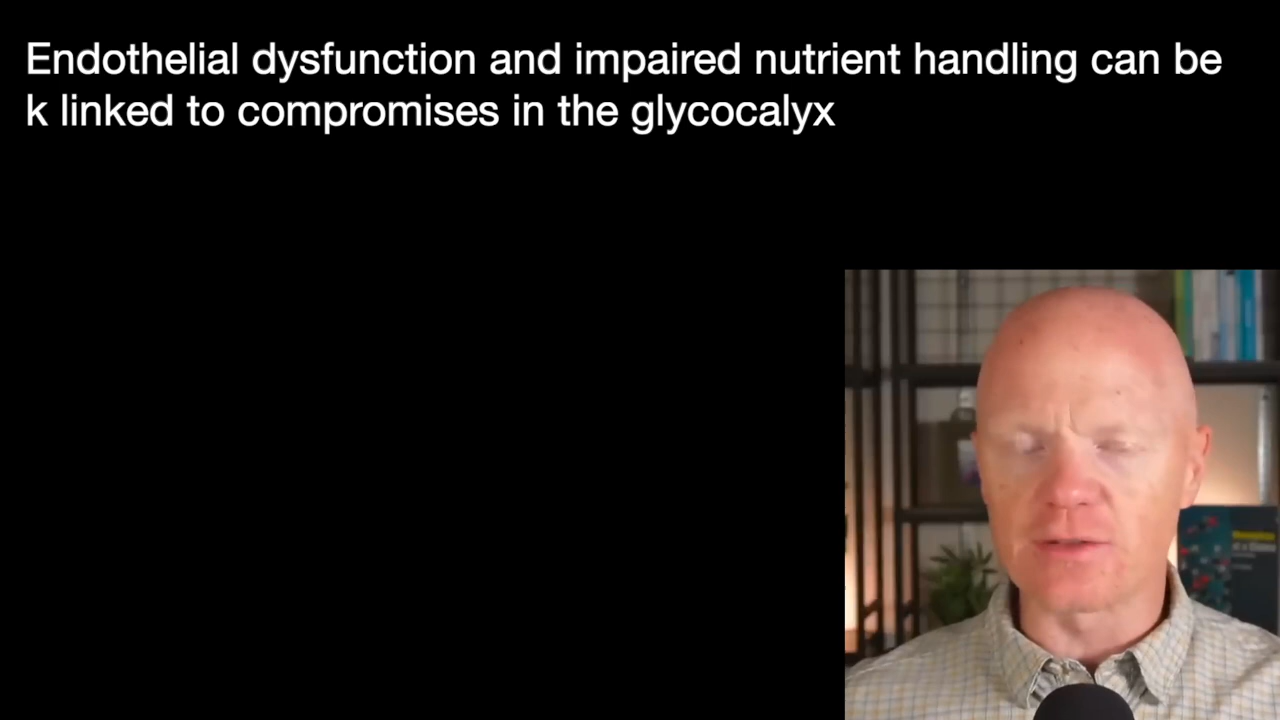 Endothelial dysfunction and impaired nutrient handling can be
k linked to compromises in the glycocalyx